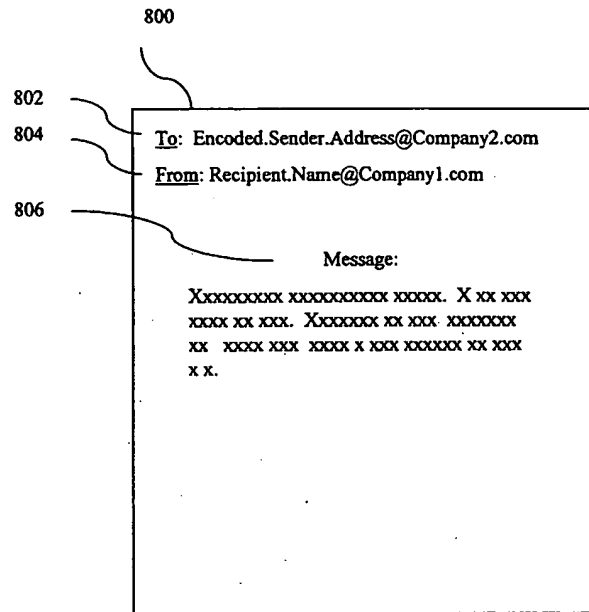 800
802
To: Encoded.Sender.Address@Company2.com
804
From: Recipient.Name@Company1.com
806
Message:
Xxxxxxxxx xxxxxxxxxx xxxxx. X xx xxx
xxxx xx xxx. Xxxxxxx xx xxx xxxxxxx
xx xxxx xxx xxxx x xxx xxxxxx xx xxx
x x.